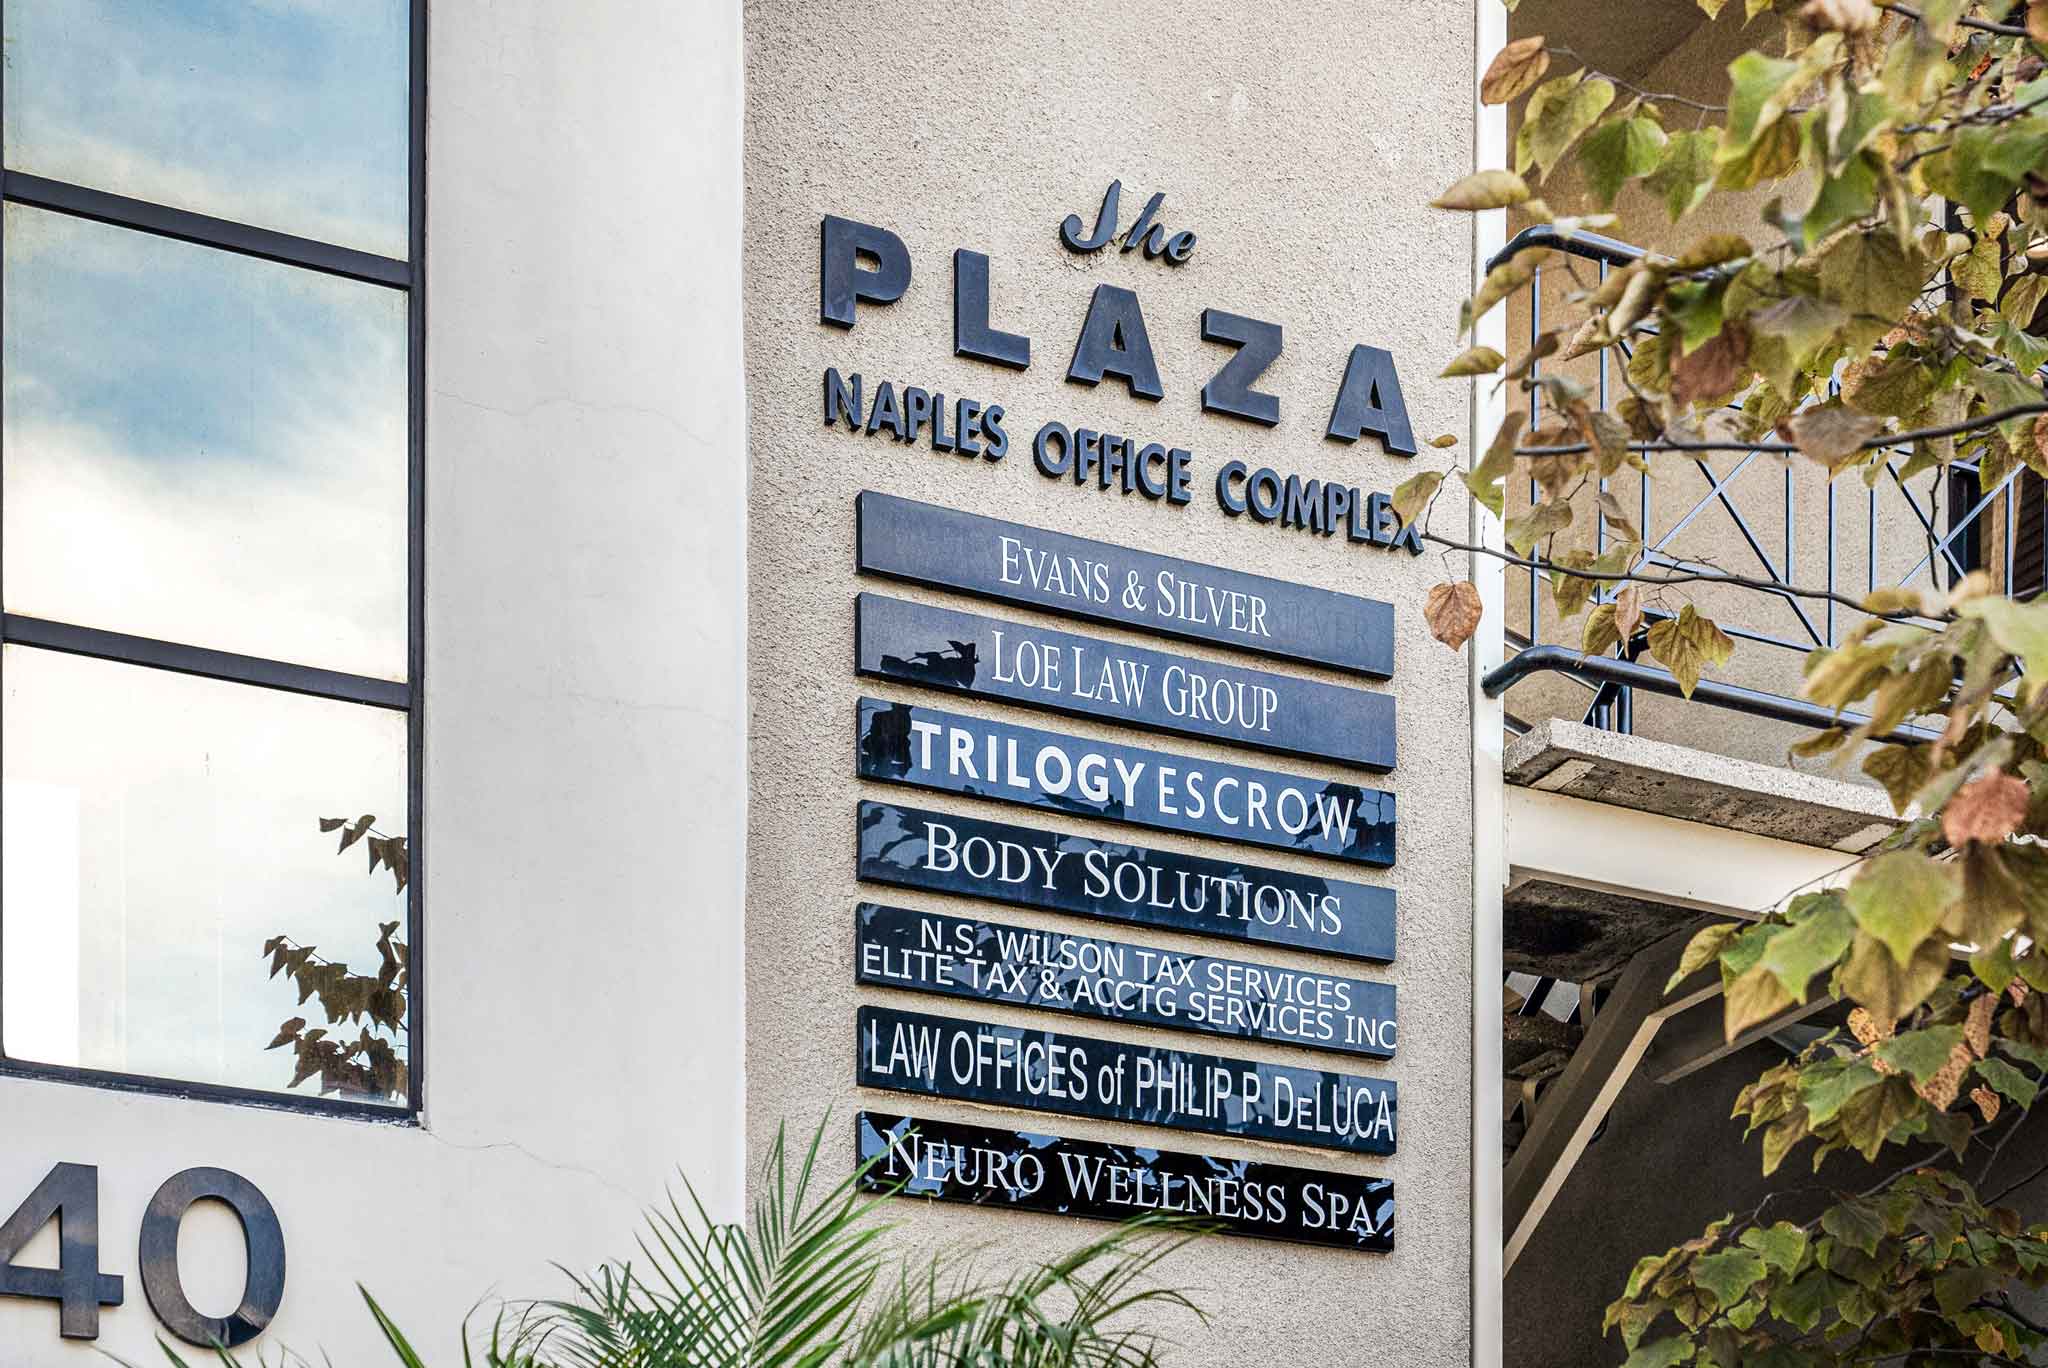 The
PLAZA
NAPLES OFFICE COMPLEX
EVANS & SILVER
LOE LAW GROUP
TRILOGY ESCROW
BODY SOLUTIONS
N.S. WILSON TAX SERVICES
ELITE TAX & ACCTG SERVICES INC
LAW OFFICES of PHILIP P. DeLUCA
NEURO WELLNESS SPA
40